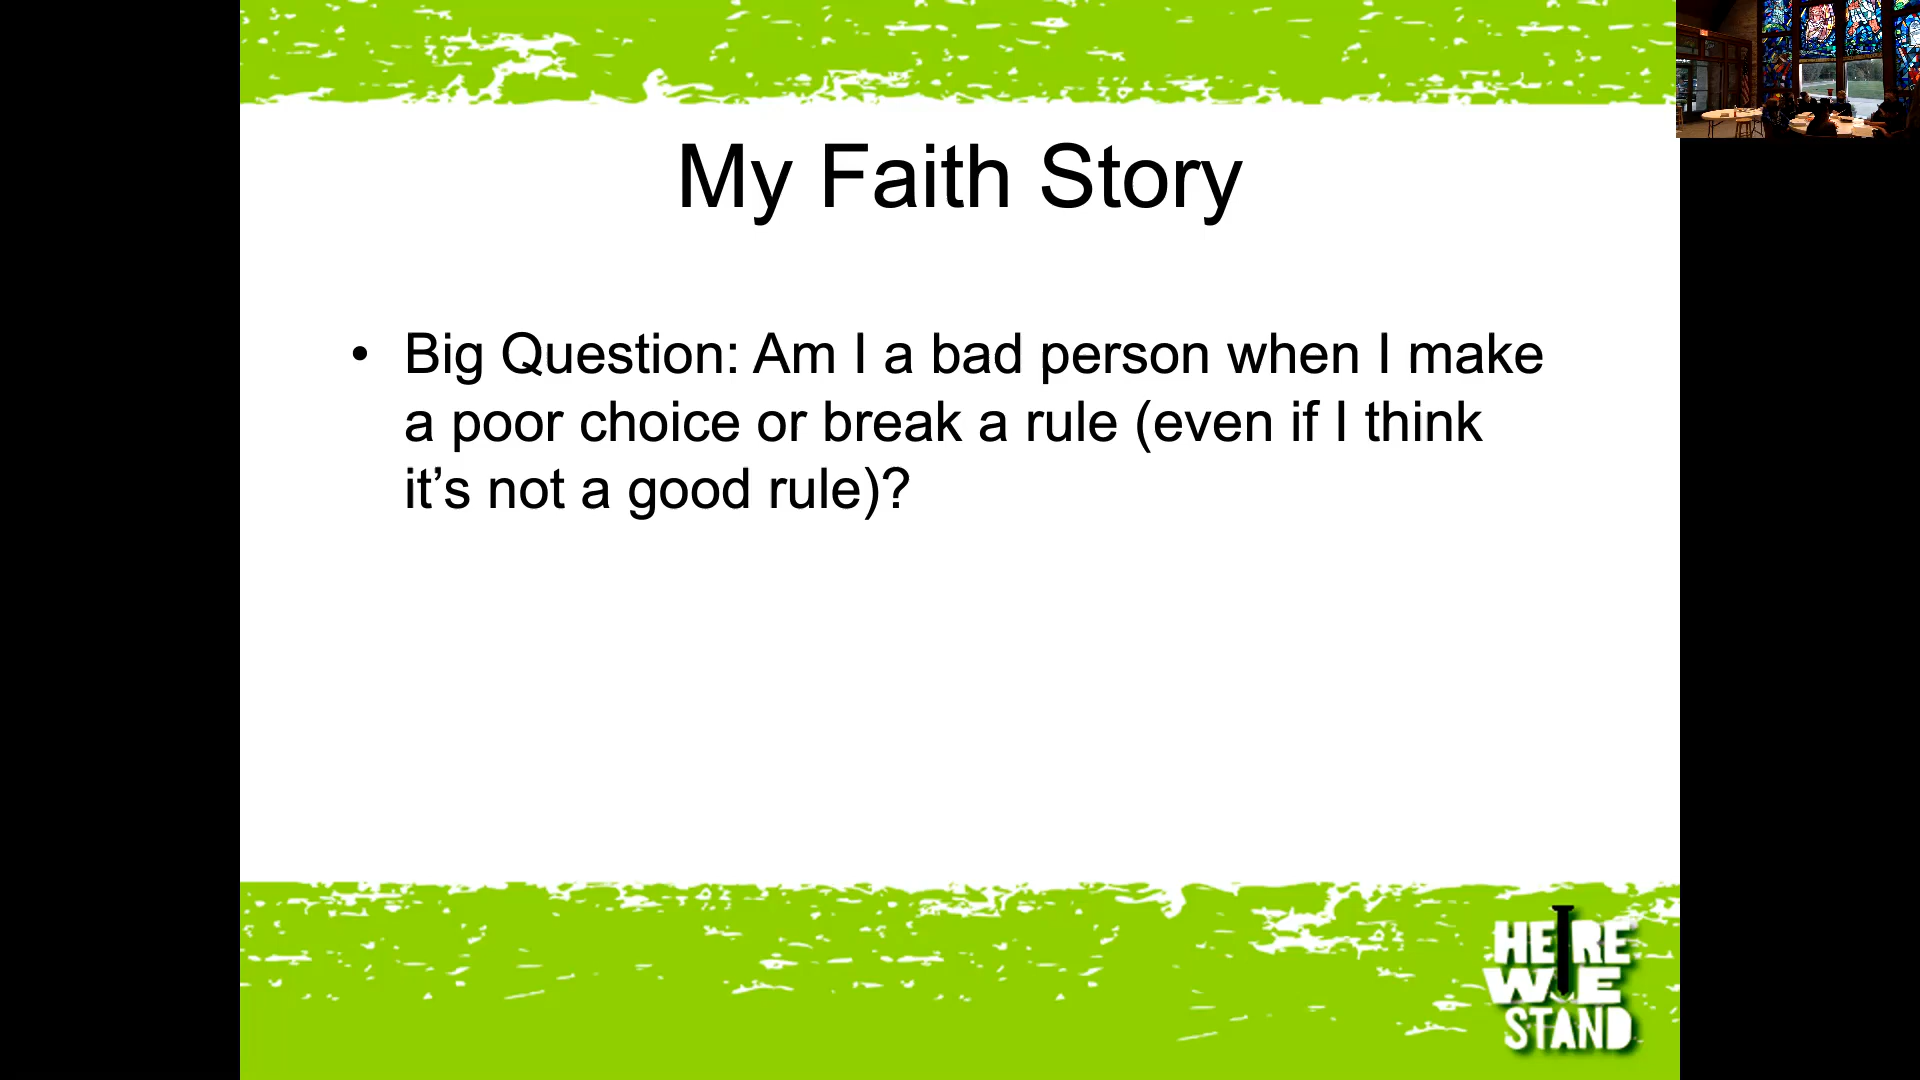 My Faith Story
• Big Question: Am I a bad person when I make
a poor choice or break a rule (even if I think
it’s not a good rule)?
HERE
WE
STAND